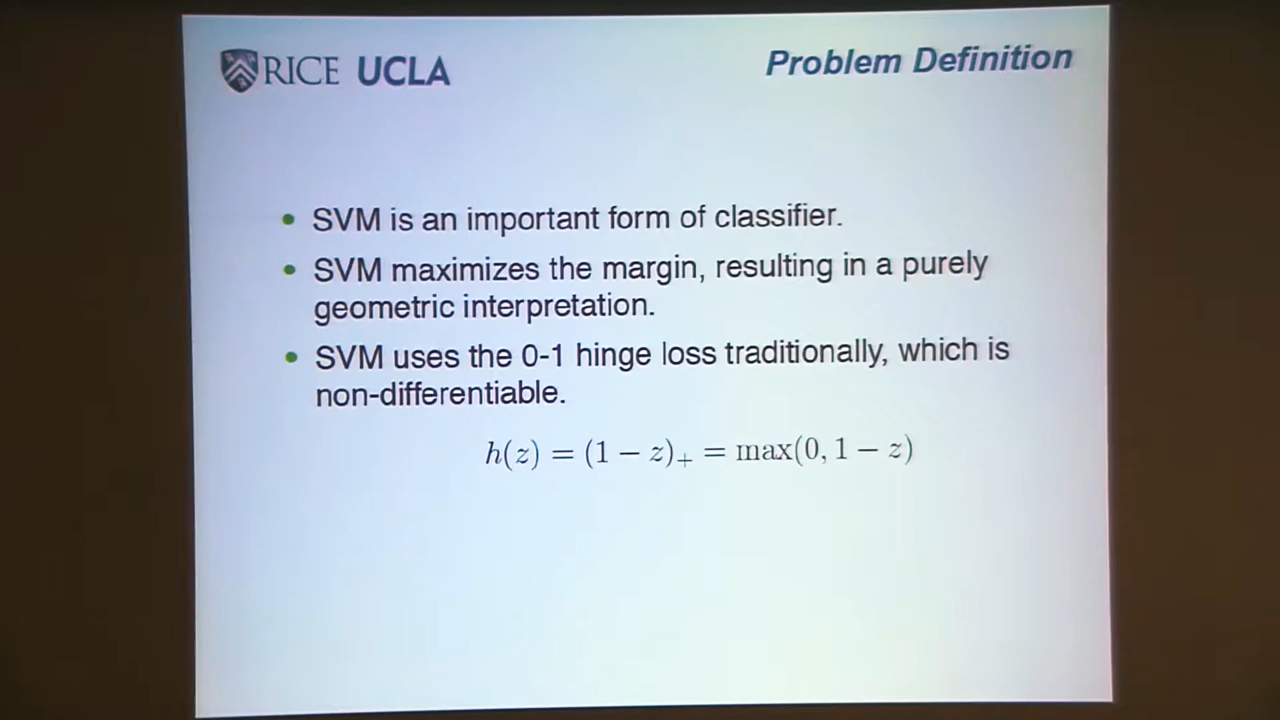 RICE UCLA
Problem Definition
• SVM is an important form of classifier.
• SVM maximizes the margin, resulting in a purely
geometric interpretation.
• SVM uses the 0-1 hinge loss traditionally, which is
non-differentiable.
h(z) = (1 − z)₊ = max(0, 1 − z)